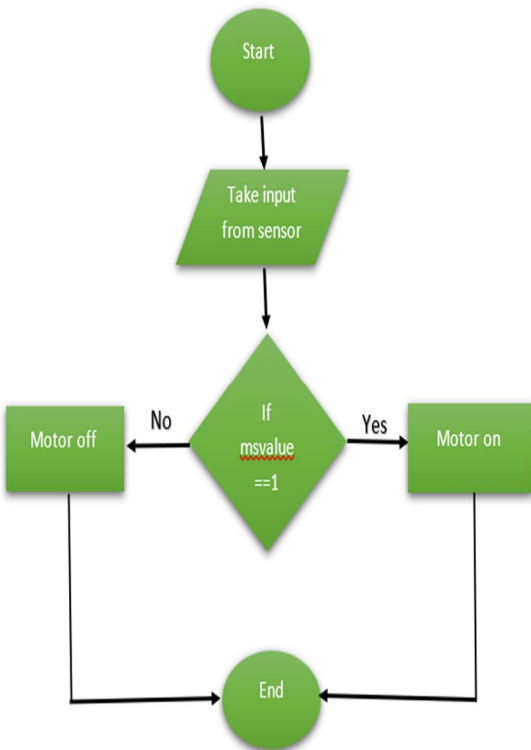 Start
Take input
from sensor
If
msvalue
==1
No
Yes
Motor off
Motor on
End